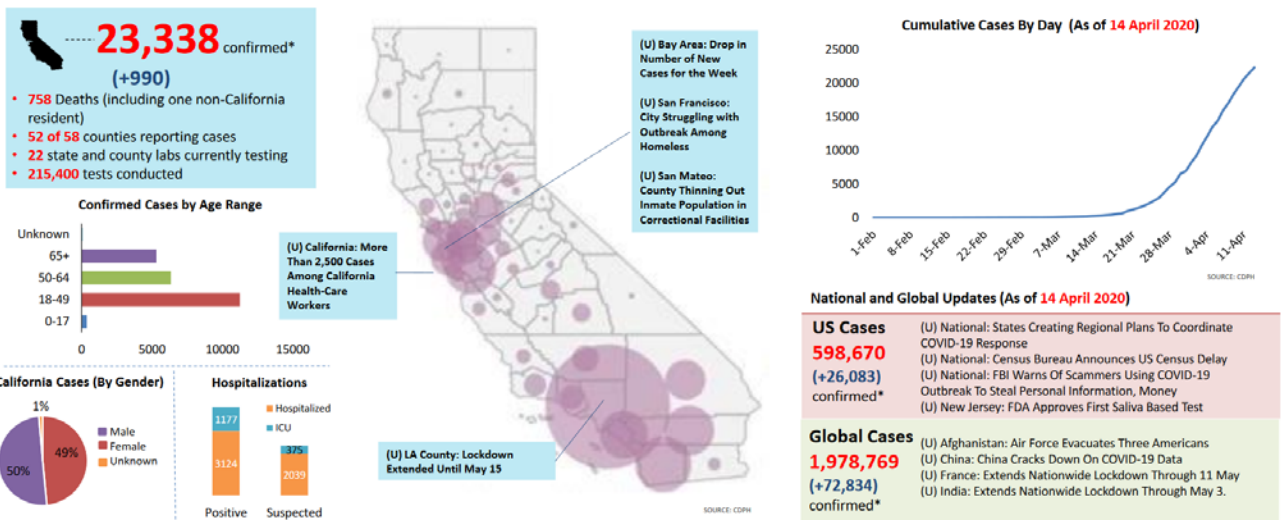 23,338 confirmed*
(+990)
• 758 Deaths (including one non-California
resident)
• 52 of 58 counties reporting cases
• 22 state and county labs currently testing
• 215,400 tests conducted
Confirmed Cases by Age Range
Unknown
65+
50-64
18-49
0-17
0 5000 10000 15000
California Cases (By Gender)
1%
50%
49%
Male
Female
Unknown
Hospitalizations
Hospitalized
ICU
1177
3124
375
2039
Positive Suspected
(U) Bay Area: Drop in
Number of New
Cases for the Week
(U) San Francisco:
City Struggling with
Outbreak Among
Homeless
(U) San Mateo:
County Thinning Out
Inmate Population in
Correctional Facilities
(U) California: More
Than 2,500 Cases
Among California
Health-Care
Workers
(U) LA County: Lockdown
Extended Until May 15
SOURCE: CDPH
Cumulative Cases By Day (As of 14 April 2020)
25000
20000
15000
10000
5000
0
1-Feb 8-Feb 15-Feb 22-Feb 29-Feb 7-Mar 14-Mar 21-Mar 28-Mar 4-Apr 11-Apr
SOURCE: CDPH
National and Global Updates (As of 14 April 2020)
US Cases
598,670
(+26,083)
confirmed*
(U) National: States Creating Regional Plans To Coordinate
COVID-19 Response
(U) National: Census Bureau Announces US Census Delay
(U) National: FBI Warns Of Scammers Using COVID-19
Outbreak To Steal Personal Information, Money
(U) New Jersey: FDA Approves First Saliva Based Test
Global Cases
1,978,769
(+72,834)
confirmed*
(U) Afghanistan: Air Force Evacuates Three Americans
(U) China: China Cracks Down On COVID-19 Data
(U) France: Extends Nationwide Lockdown Through 11 May
(U) India: Extends Nationwide Lockdown Through May 3.